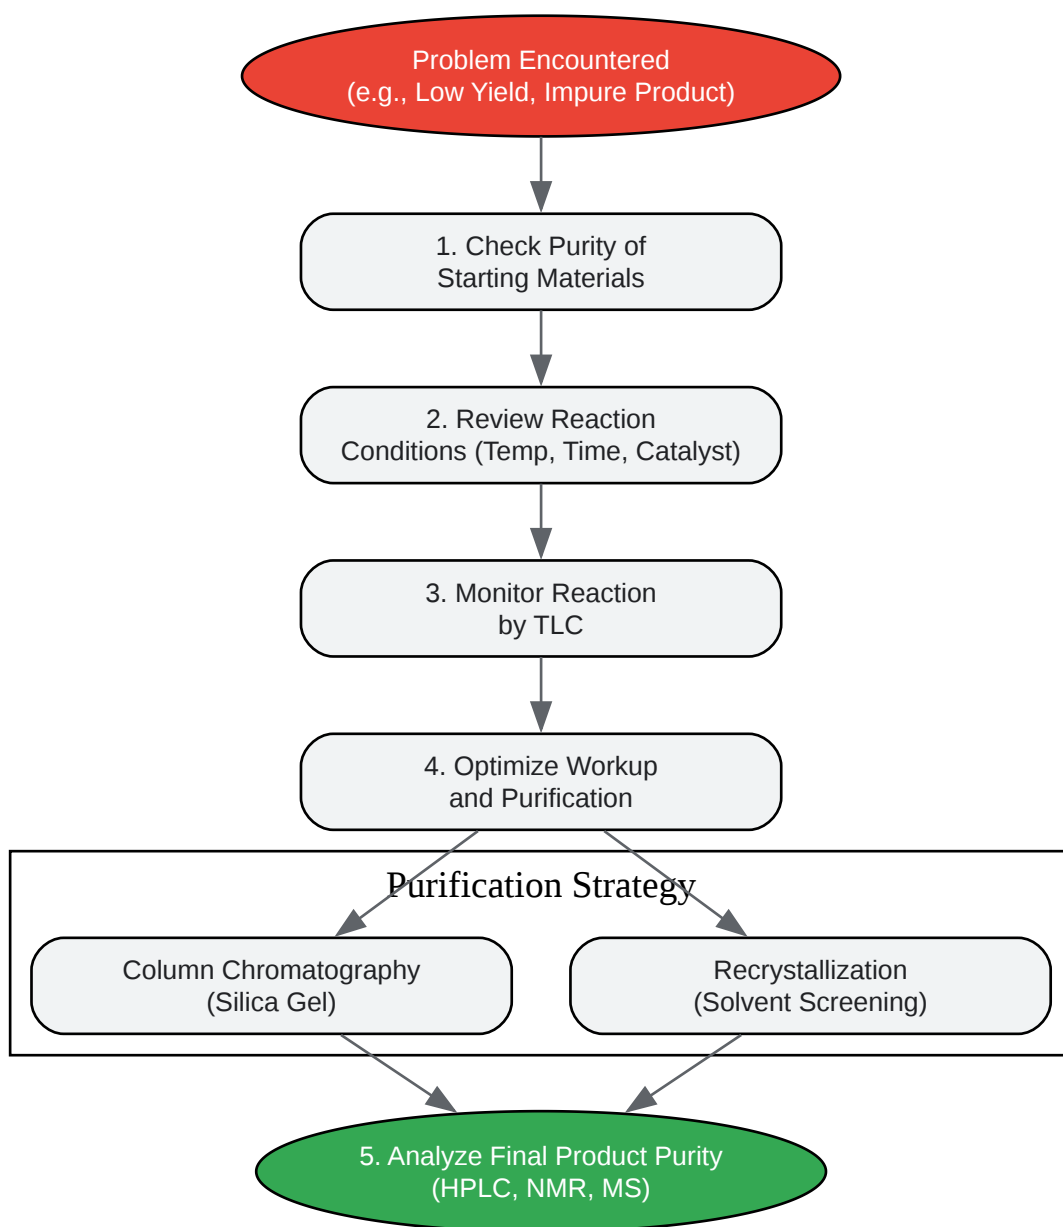 Problem Encountered
(e.g., Low Yield, Impure Product)
1. Check Purity of
Starting Materials
2. Review Reaction
Conditions (Temp, Time, Catalyst)
3. Monitor Reaction
by TLC
4. Optimize Workup
and Purification
Purification Strategy
Column Chromatography
(Silica Gel)
Recrystallization
(Solvent Screening)
5. Analyze Final Product Purity
(HPLC, NMR, MS)